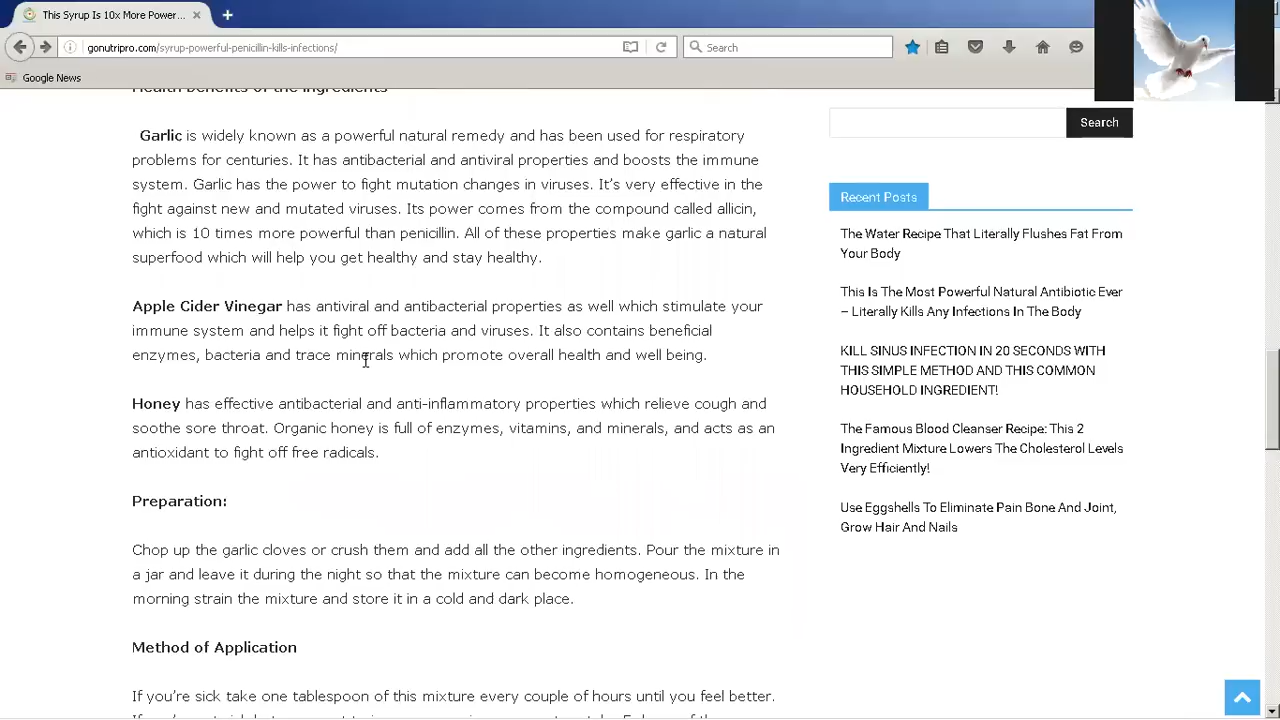 This Syrup Is 10x More Power...
gonutripro.com/syrup-powerful-penicillin-kills-infections/
Search
Google News
Health benefits of the ingredients
Garlic is widely known as a powerful natural remedy and has been used for respiratory
problems for centuries. It has antibacterial and antiviral properties and boosts the immune
system. Garlic has the power to fight mutation changes in viruses. It's very effective in the
fight against new and mutated viruses. Its power comes from the compound called allicin,
which is 10 times more powerful than penicillin. All of these properties make garlic a natural
superfood which will help you get healthy and stay healthy.
Apple Cider Vinegar has antiviral and antibacterial properties as well which stimulate your
immune system and helps it fight off bacteria and viruses. It also contains beneficial
enzymes, bacteria and trace minerals which promote overall health and well being.
Honey has effective antibacterial and anti-inflammatory properties which relieve cough and
soothe sore throat. Organic honey is full of enzymes, vitamins, and minerals, and acts as an
antioxidant to fight off free radicals.
Preparation:
Chop up the garlic cloves or crush them and add all the other ingredients. Pour the mixture in
a jar and leave it during the night so that the mixture can become homogeneous. In the
morning strain the mixture and store it in a cold and dark place.
Method of Application
If you're sick take one tablespoon of this mixture every couple of hours until you feel better.
Search
Recent Posts
The Water Recipe That Literally Flushes Fat From
Your Body
This Is The Most Powerful Natural Antibiotic Ever
– Literally Kills Any Infections In The Body
KILL SINUS INFECTION IN 20 SECONDS WITH
THIS SIMPLE METHOD AND THIS COMMON
HOUSEHOLD INGREDIENT!
The Famous Blood Cleanser Recipe: This 2
Ingredient Mixture Lowers The Cholesterol Levels
Very Efficiently!
Use Eggshells To Eliminate Pain Bone And Joint,
Grow Hair And Nails